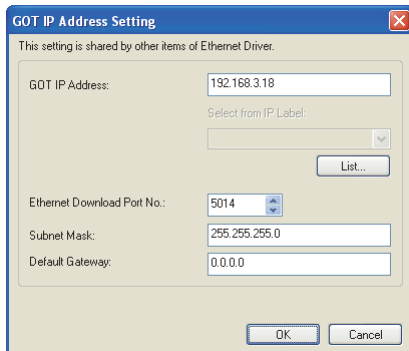 GOT IP Address Setting
This setting is shared by other items of Ethernet Driver.
GOT IP Address: 192.168.3.18
Select from IP Label:
List...
Ethernet Download Port No.: 5014
Subnet Mask: 255.255.255.0
Default Gateway: 0.0.0.0
OK Cancel